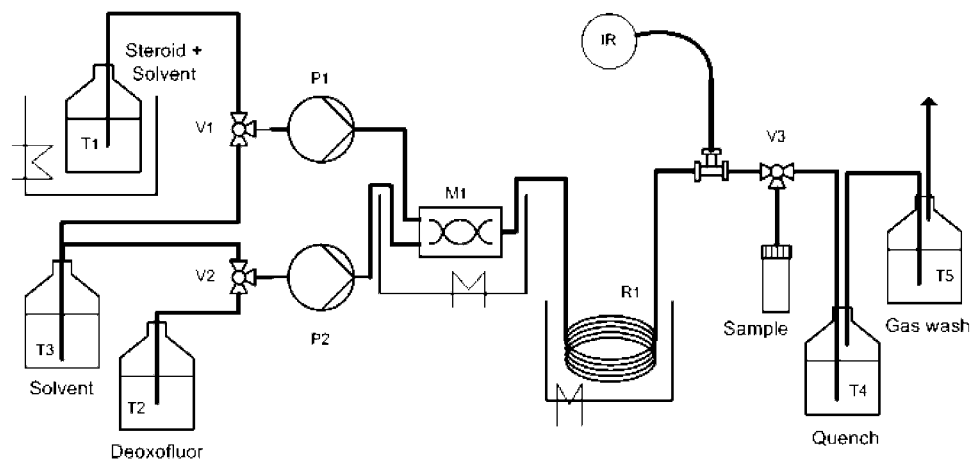 Steroid +
Solvent
T1
V1
P1
IR
V3
M1
V2
P2
R1
Sample
T5
Gas wash
T3
Solvent
T2
Deoxofluor
T4
Quench